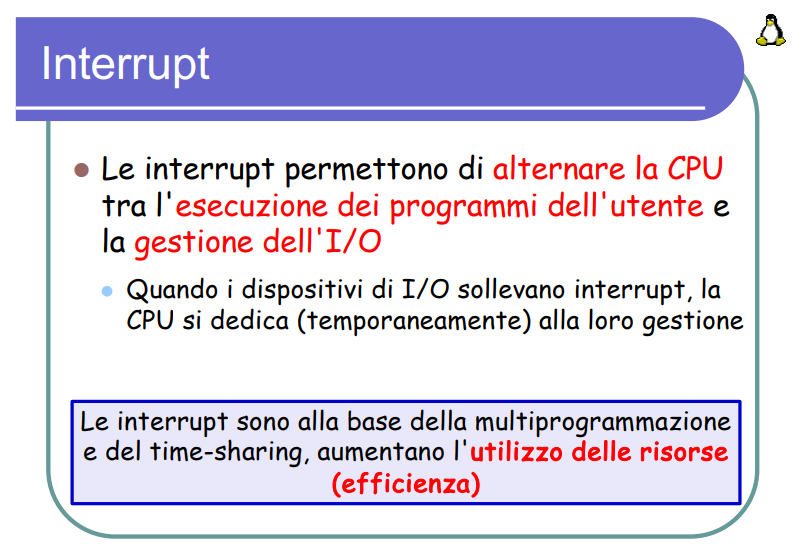 Interrupt
Le interrupt permettono di alternare la CPU
tra l'esecuzione dei programmi dell'utente e
la gestione dell'I/O
Quando i dispositivi di I/O sollevano interrupt, la
CPU si dedica (temporaneamente) alla loro gestione
Le interrupt sono alla base della multiprogrammazione
e del time-sharing, aumentano l'utilizzo delle risorse
(efficienza)